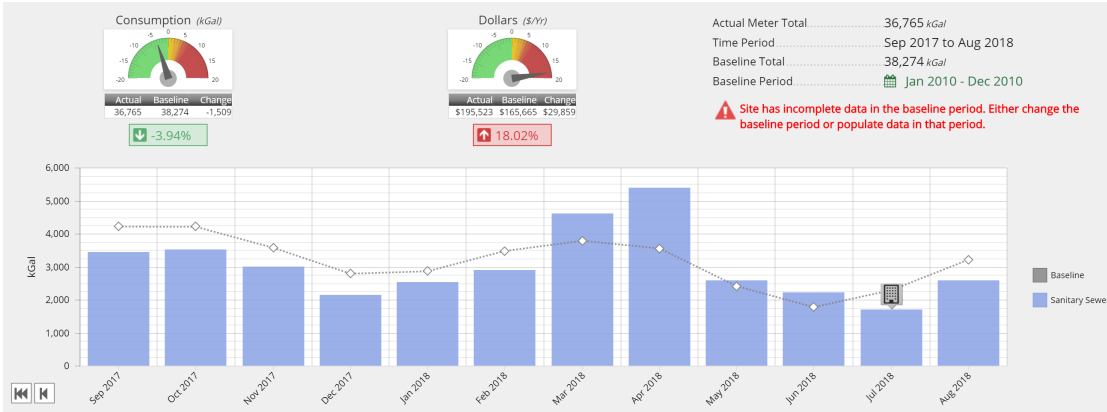 Consumption (kGal)
-20 -15 -10 -5 0 5 10 15 20
Actual Baseline Change
36,765 38,274 -1,509
-3.94%
Dollars ($/Yr)
-20 -15 -10 -5 0 5 10 15 20
Actual Baseline Change
$195,523 $165,665 $29,859
18.02%
Actual Meter Total 36,765 kGal
Time Period Sep 2017 to Aug 2018
Baseline Total 38,274 kGal
Baseline Period Jan 2010 - Dec 2010
Site has incomplete data in the baseline period. Either change the
baseline period or populate data in that period.
6,000
5,000
4,000
3,000
2,000
1,000
0
kGal
Sep 2017
Oct 2017
Nov 2017
Dec 2017
Jan 2018
Feb 2018
Mar 2018
Apr 2018
May 2018
Jun 2018
Jul 2018
Aug 2018
Baseline
Sanitary Sewe